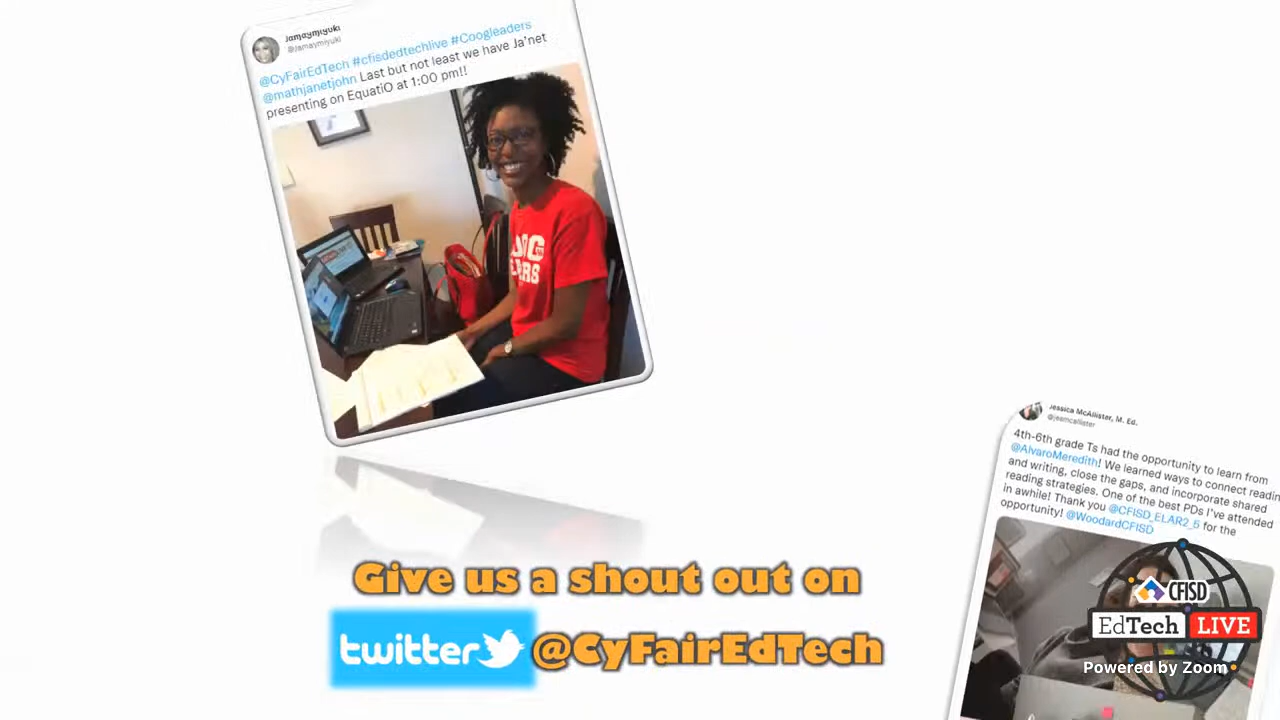 Jamaymiyuki
@Jamaymiyuki
@CyFairEdTech #cfisdedtechlive #Coogleaders
@mathjanetjohn Last but not least we have Ja'net
presenting on EquatiO at 1:00 pm!!
Jessica McAllister, M. Ed.
@jesmcallister
4th-6th grade Ts had the opportunity to learn from
@AlvaroMeredith! We learned ways to connect readin
and writing, close the gaps, and incorporate shared
reading strategies. One of the best PDs I've attended
in awhile! Thank you @CFISD_ELAR2_5 for the
opportunity! @WoodardCFISD
Give us a shout out on
twitter @CyFairEdTech
CFISD
EdTech LIVE
Powered by Zoom